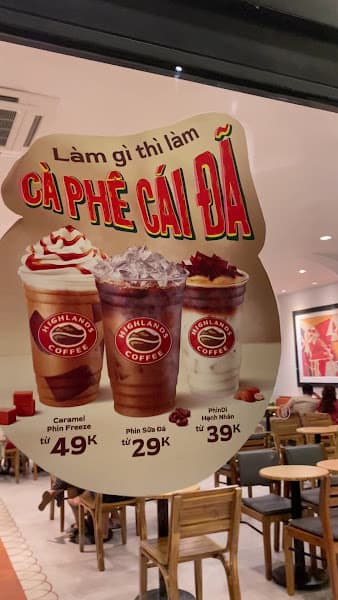 Làm gì thì làm
CÀ PHÊ CÁI ĐÃ
HIGHLANDS
COFFEE
HIGHLANDS
COFFEE
HIGHLANDS
COFFEE
Caramel
Phin Freeze
từ 49K
Phin Sữa Đá
từ 29K
PhinDi
Hạnh Nhân
từ 39K